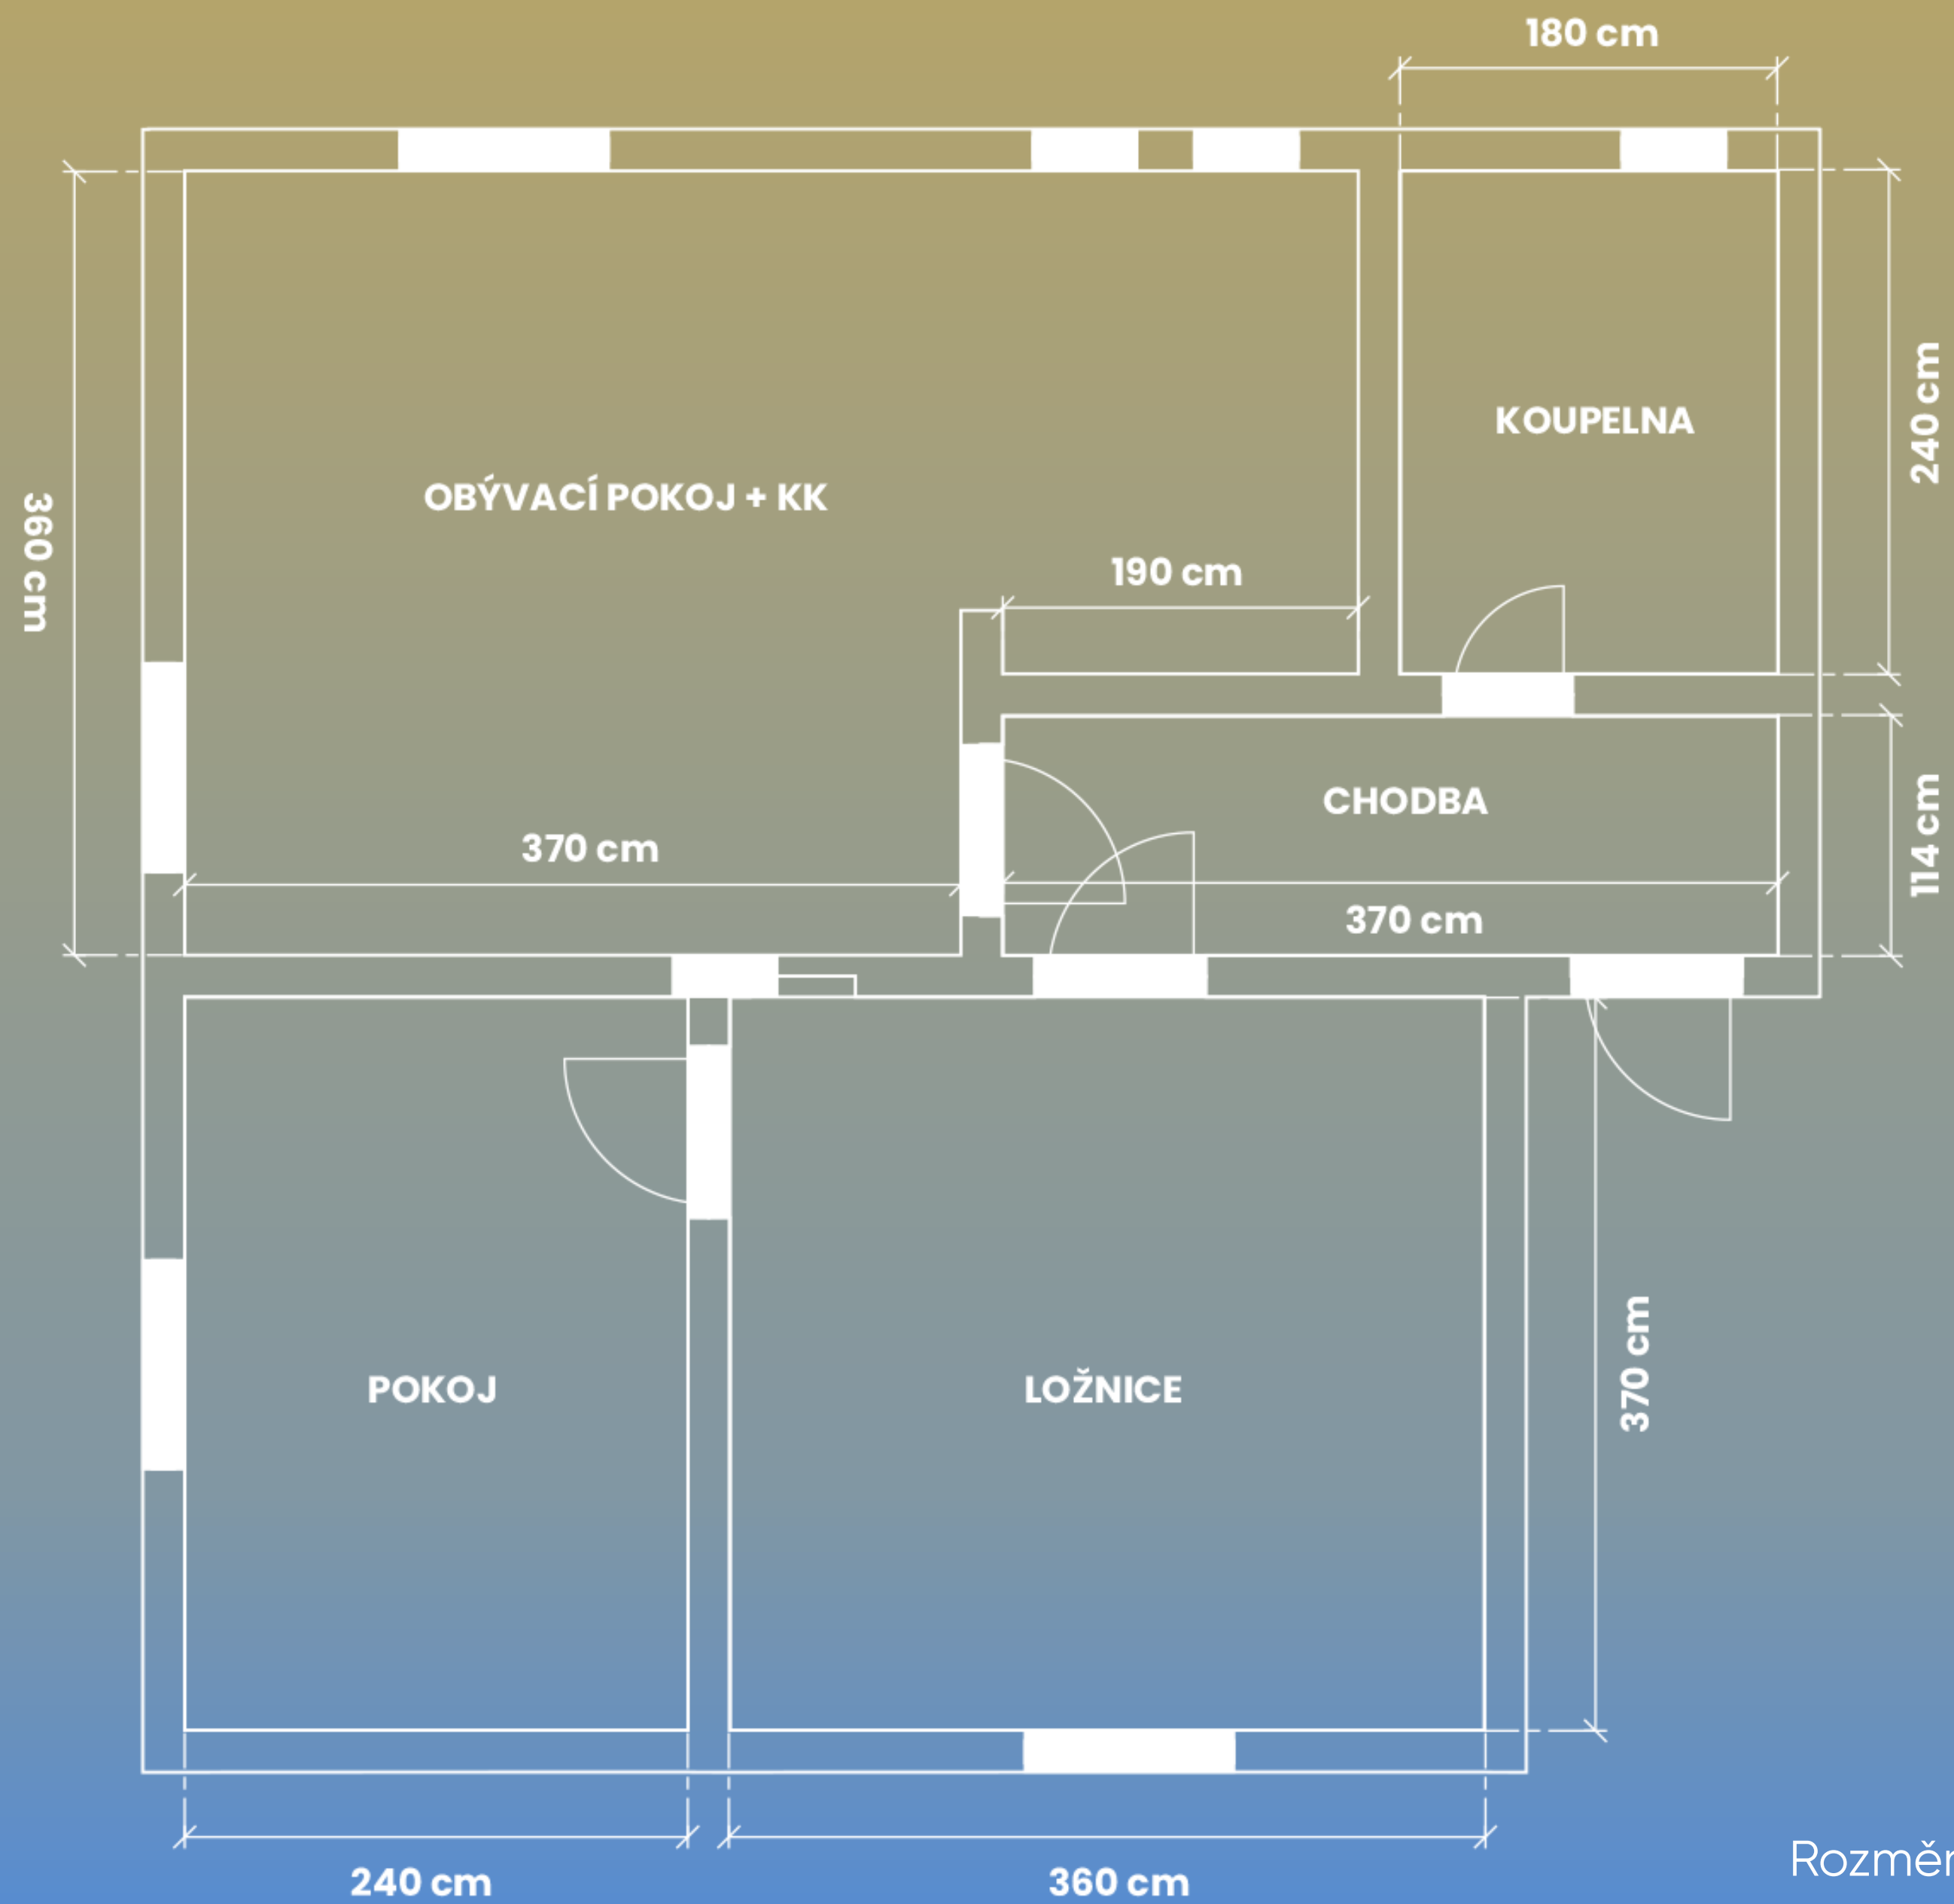 180 cm
240 cm
KOUPELNA
OBÝVACÍ POKOJ + KK
360 cm
190 cm
CHODBA
114 cm
370 cm
370 cm
370 cm
POKOJ
LOŽNICE
240 cm
360 cm
Rozměr